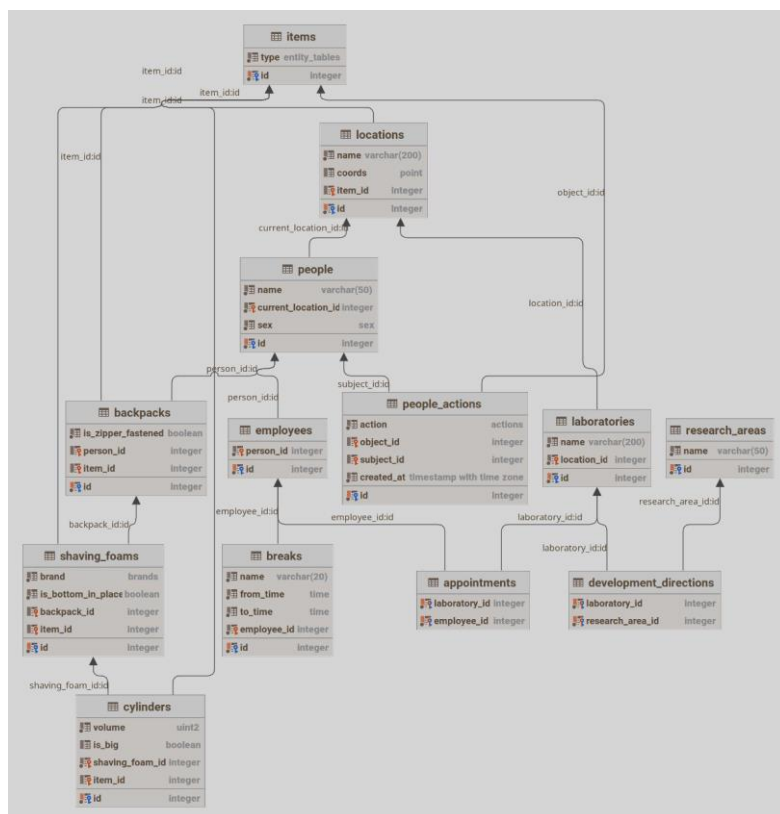 items
type entity_tables
id integer
item_id:id
item_id:id
item_id:id
locations
name varchar(200)
coords point
item_id integer
id integer
item_id:id
object_id:id
current_location_id:id
people
name varchar(50)
current_location_id integer
sex sex
id integer
location_id:id
person_id:id
person_id:id
subject_id:id
backpacks
is_zipper_fastened boolean
person_id integer
item_id integer
id integer
employees
person_id integer
id integer
people_actions
action actions
object_id integer
subject_id integer
created_at timestamp with time zone
id integer
laboratories
name varchar(200)
location_id integer
id integer
research_areas
name varchar(50)
id integer
research_area_id:id
backpack_id:id
employee_id:id
employee_id:id
laboratory_id:id
laboratory_id:id
shaving_foams
brand brands
is_bottom_in_place boolean
backpack_id integer
item_id integer
id integer
breaks
name varchar(20)
from_time time
to_time time
employee_id integer
id integer
appointments
laboratory_id integer
employee_id integer
development_directions
laboratory_id integer
research_area_id integer
shaving_foam_id:id
cylinders
volume uint2
is_big boolean
shaving_foam_id integer
item_id integer
id integer